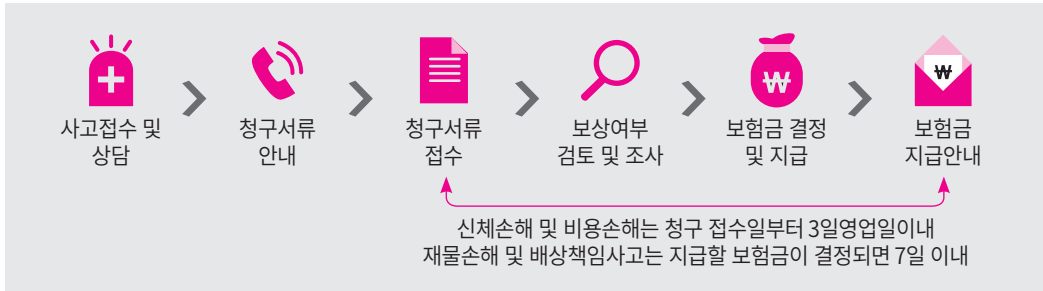 사고접수 및
상담
청구서류
안내
청구서류
접수
보상여부
검토 및 조사
₩
보험금 결정
및 지급
₩
보험금
지급안내
신체손해 및 비용손해는 청구 접수일부터 3일영업일이내
재물손해 및 배상책임사고는 지급할 보험금이 결정되면 7일 이내